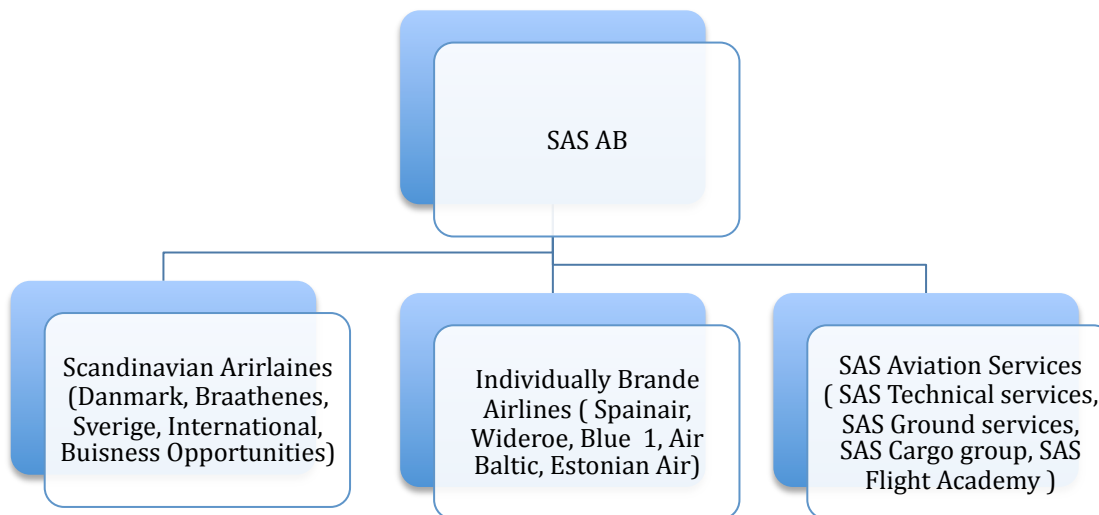 SAS AB
Scandinavian Arirlaines
(Danmark, Braathenes,
Sverige, International,
Buisness Opportunities)
Individually Brande
Airlines ( Spainair,
Wideroe, Blue 1, Air
Baltic, Estonian Air)
SAS Aviation Services
( SAS Technical services,
SAS Ground services,
SAS Cargo group, SAS
Flight Academy )